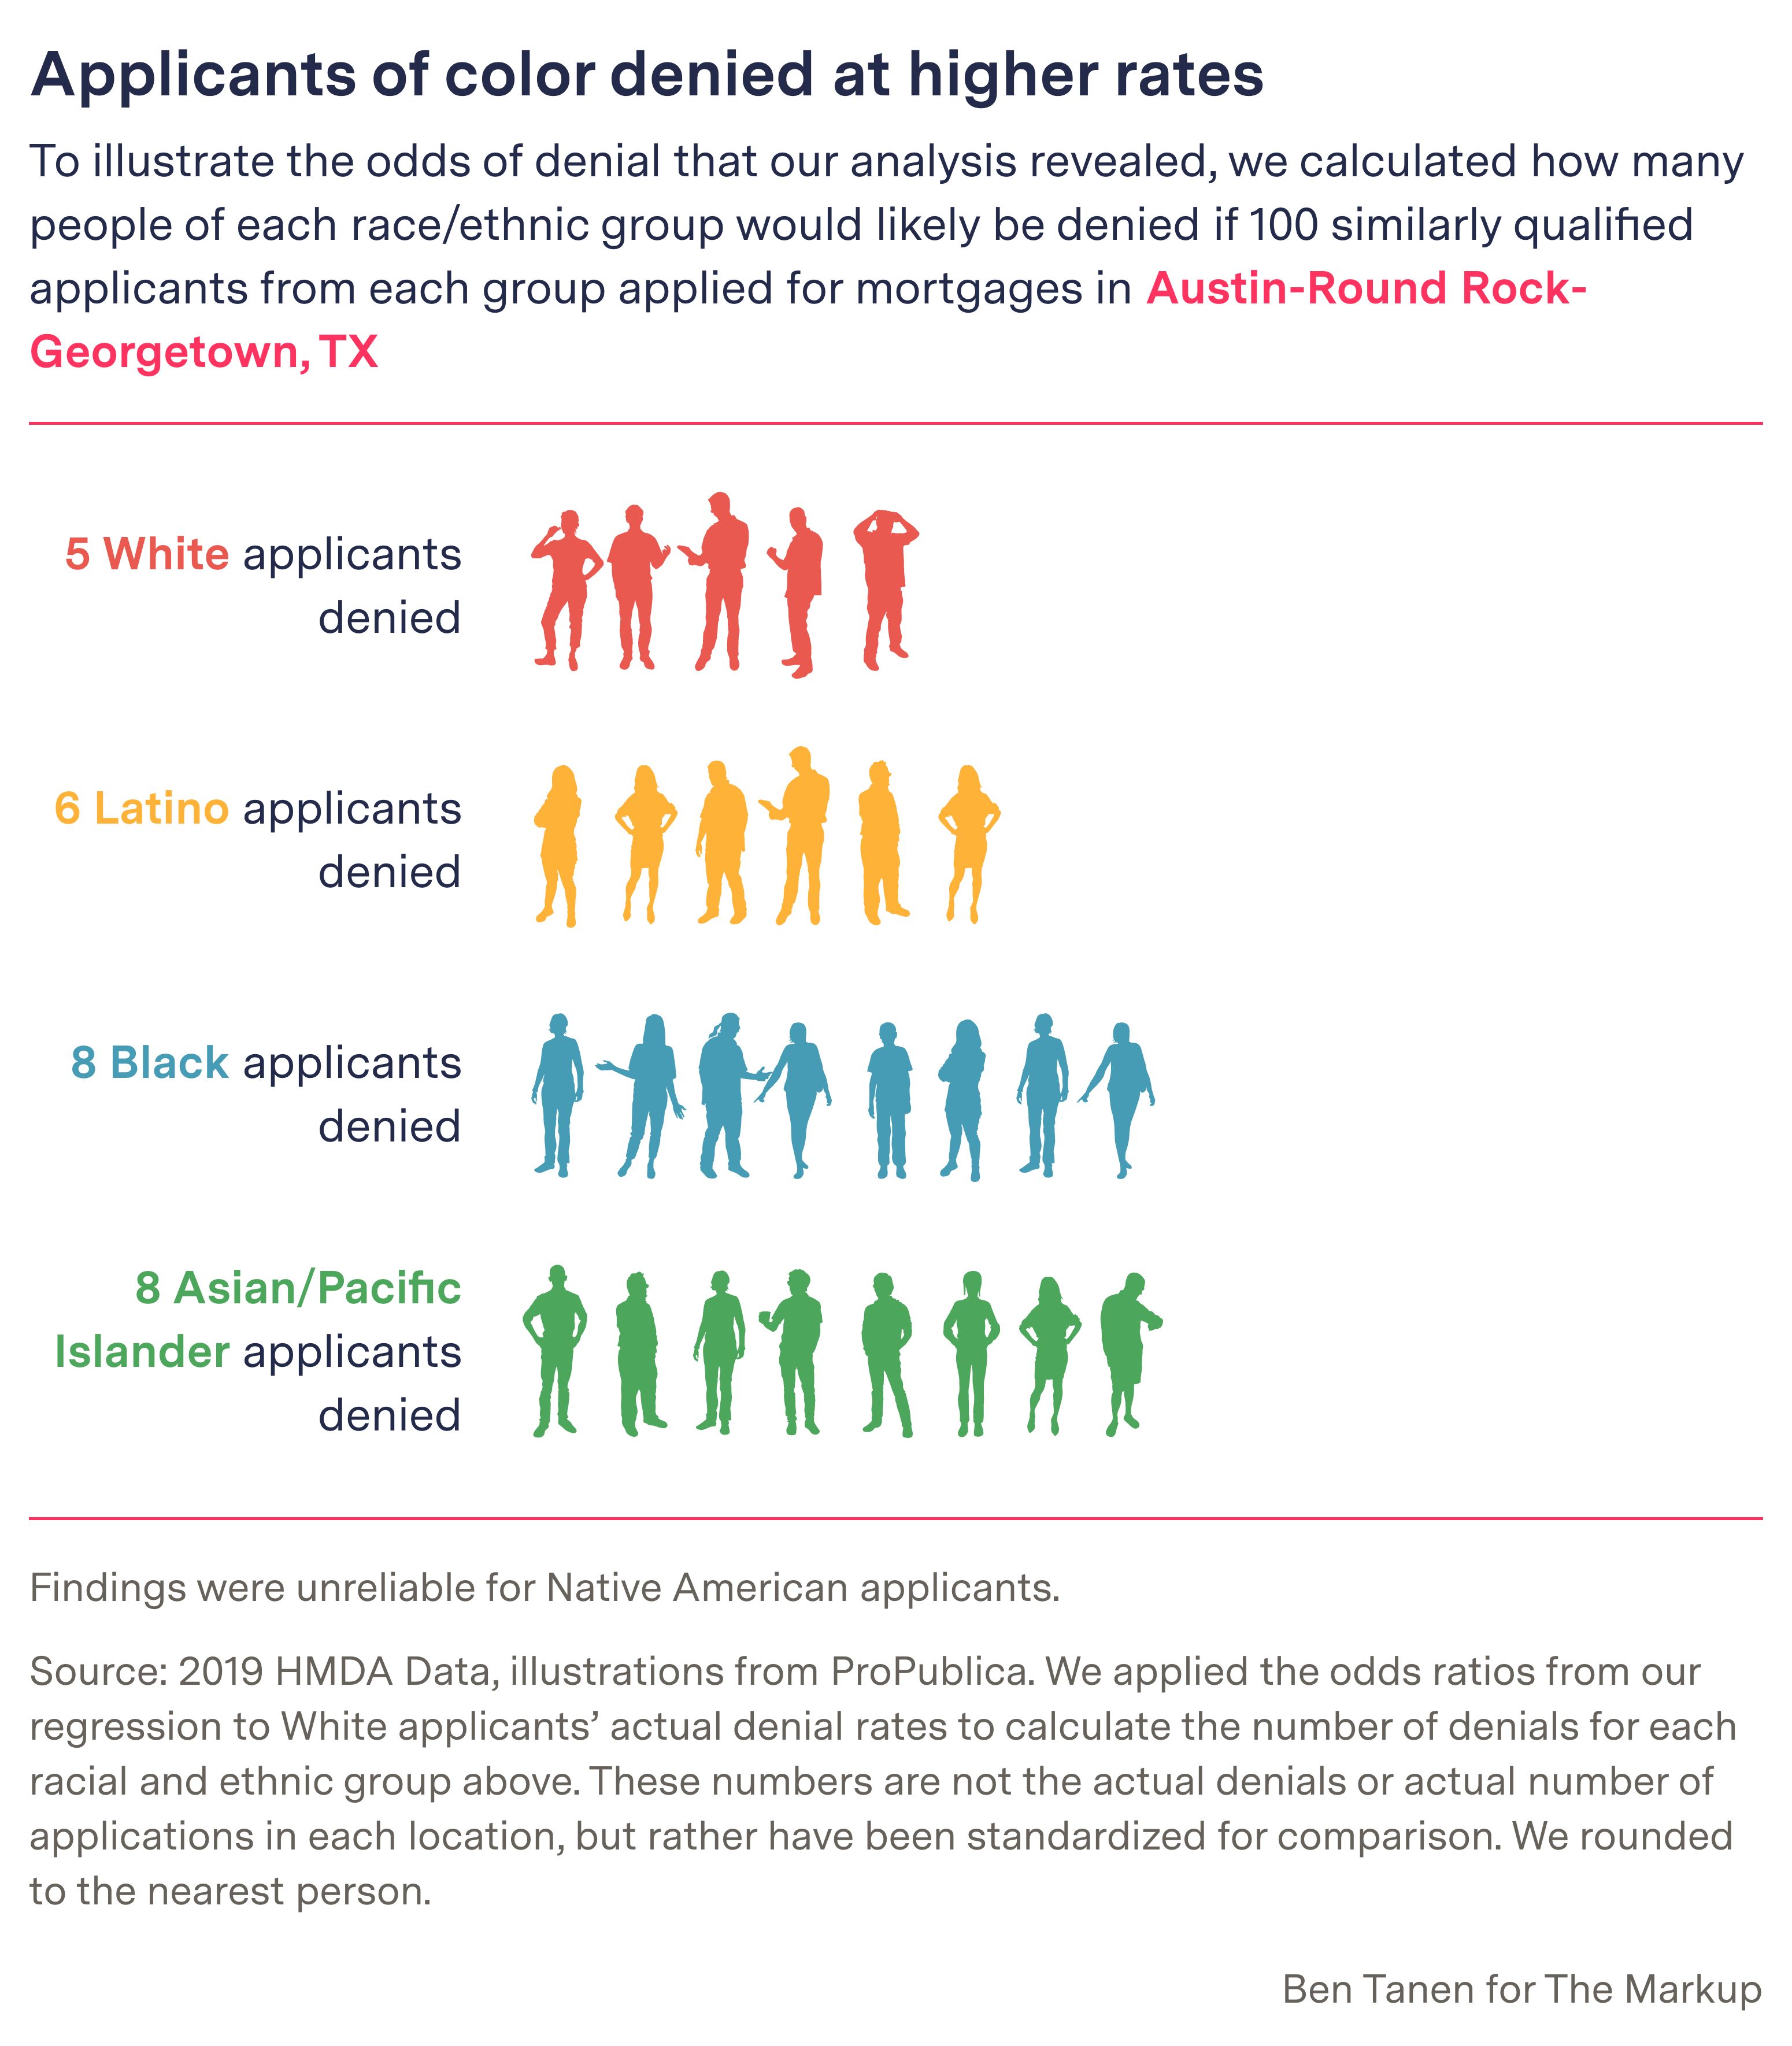 Applicants of color denied at higher rates
To illustrate the odds of denial that our analysis revealed, we calculated how many
people of each race/ethnic group would likely be denied if 100 similarly qualified
applicants from each group applied for mortgages in Austin-Round Rock-
Georgetown, TX
5 White applicants
denied
6 Latino applicants
denied
8 Black applicants
denied
8 Asian/Pacific
Islander applicants
denied
Findings were unreliable for Native American applicants.
Source: 2019 HMDA Data, illustrations from ProPublica. We applied the odds ratios from our
regression to White applicants’ actual denial rates to calculate the number of denials for each
racial and ethnic group above. These numbers are not the actual denials or actual number of
applications in each location, but rather have been standardized for comparison. We rounded
to the nearest person.
Ben Tanen for The Markup